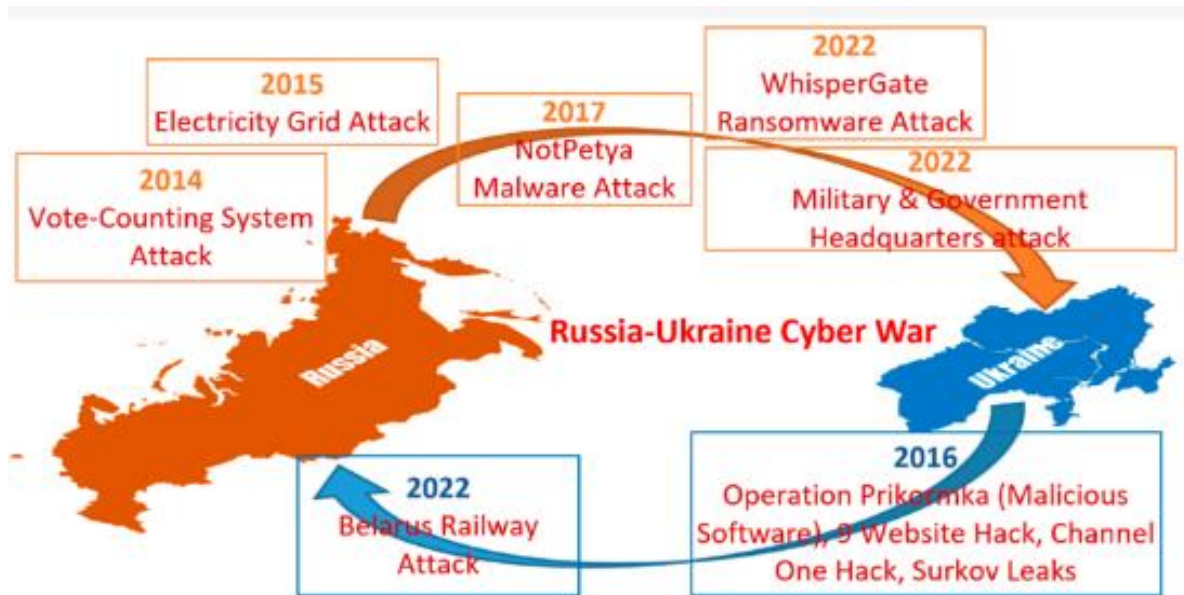 2015
Electricity Grid Attack
2014
Vote-Counting System
Attack
2017
NotPetya
Malware Attack
2022
WhisperGate
Ransomware Attack
2022
Military & Government
Headquarters attack
Russia
Russia-Ukraine Cyber War
Ukraine
2022
Belarus Railway
Attack
2016
Operation Prikormka (Malicious
Software), 9 Website Hack, Channel
One Hack, Surkov Leaks